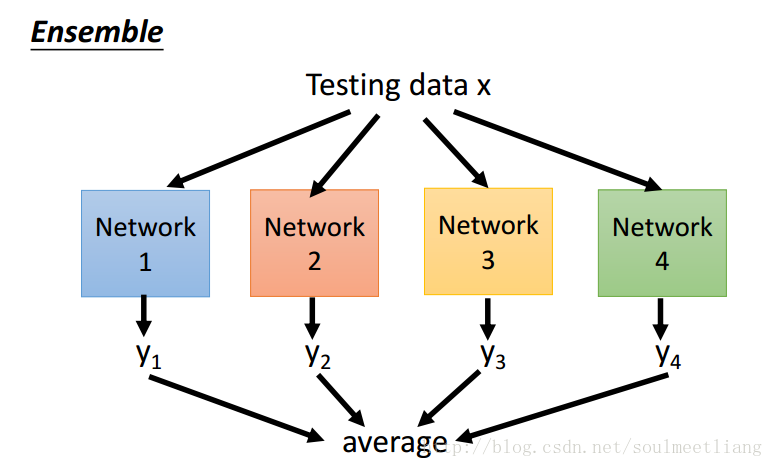 Ensemble
Testing data x
Network 1
Network 2
Network 3
Network 4
y₁
y₂
y₃
y₄
average
http://blog.csdn.net/soulmeetliang